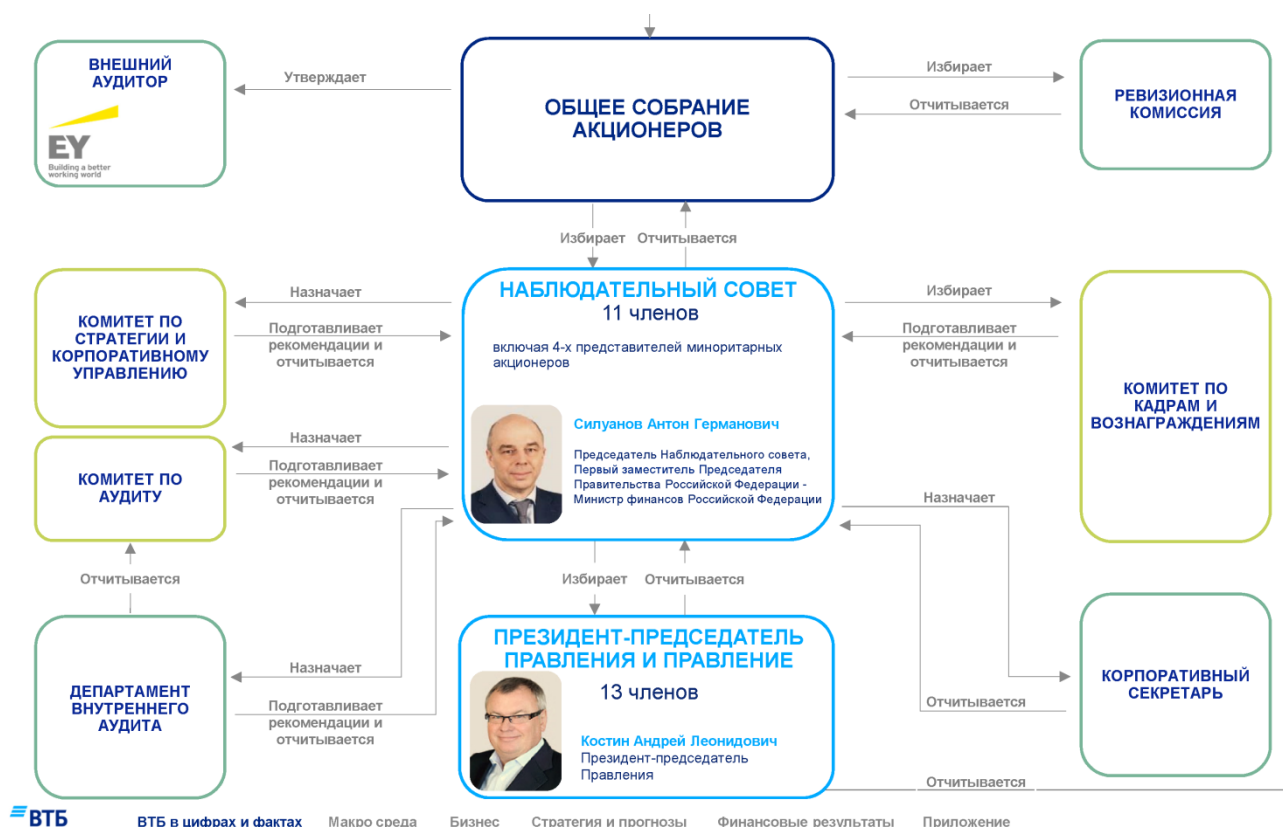 ВНЕШНИЙ
АУДИТОР
EY
Building a better
working world
Утверждает
ОБЩЕЕ СОБРАНИЕ
АКЦИОНЕРОВ
Избирает
Отчитывается
РЕВИЗИОННАЯ
КОМИССИЯ
Избирает Отчитывается
КОМИТЕТ ПО
СТРАТЕГИИ И
КОРПОРАТИВНОМУ
УПРАВЛЕНИЮ
Назначает
Подготавливает
рекомендации и
отчитывается
НАБЛЮДАТЕЛЬНЫЙ СОВЕТ
11 членов
включая 4-х представителей миноритарных
акционеров
Силуанов Антон Германович
Председатель Наблюдательного совета,
Первый заместитель Председателя
Правительства Российской Федерации -
Министр финансов Российской Федерации
Избирает
Подготавливает
рекомендации и
отчитывается
КОМИТЕТ ПО
КАДРАМ И
ВОЗНАГРАЖДЕНИЯМ
КОМИТЕТ ПО
АУДИТУ
Назначает
Подготавливает
рекомендации и
отчитывается
Назначает
Отчитывается
Избирает Отчитывается
ДЕПАРТАМЕНТ
ВНУТРЕННЕГО
АУДИТА
Назначает
Подготавливает
рекомендации и
отчитывается
ПРЕЗИДЕНТ-ПРЕДСЕДАТЕЛЬ
ПРАВЛЕНИЯ И ПРАВЛЕНИЕ
13 членов
Костин Андрей Леонидович
Президент-председатель
Правления
Отчитывается
КОРПОРАТИВНЫЙ
СЕКРЕТАРЬ
Отчитывается
ВТБ
ВТБ в цифрах и фактах Макро среда Бизнес Стратегия и прогнозы Финансовые результаты Приложение